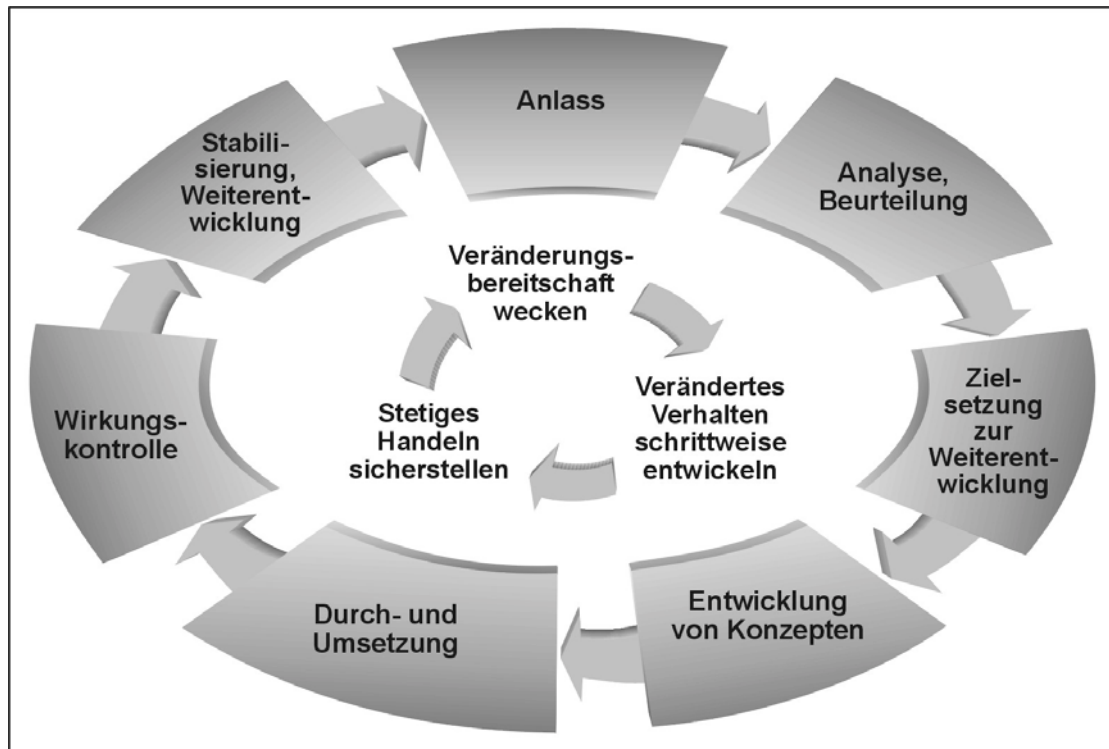 Anlass
Analyse,
Beurteilung
Ziel-
setzung
zur
Weiterent-
wicklung
Entwicklung
von Konzepten
Durch- und
Umsetzung
Wirkungs-
kontrolle
Stabili-
sierung,
Weiterent-
wicklung
Veränderungs-
bereitschaft
wecken
Verändertes
Verhalten
schrittweise
entwickeln
Stetiges
Handeln
sicherstellen